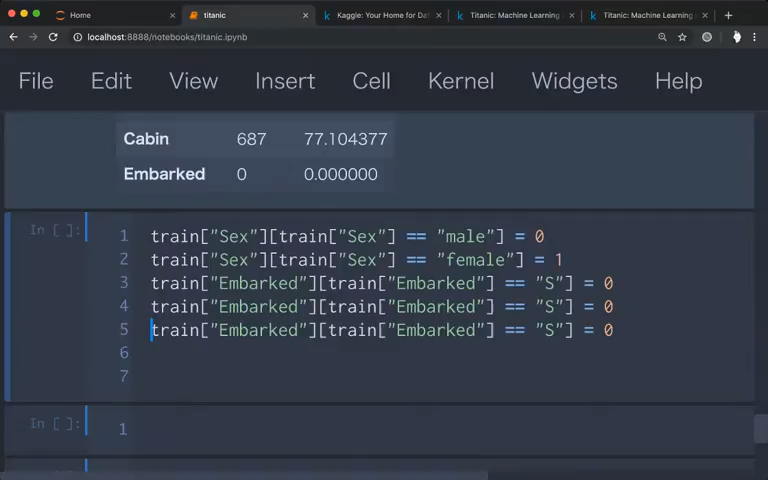 Home
titanic
Kaggle: Your Home for Da
Titanic: Machine Learning
Titanic: Machine Learning
localhost:8888/notebooks/titanic.ipynb
File Edit View Insert Cell Kernel Widgets Help
Cabin 687 77.104377
Embarked 0 0.000000
In [ ]:
1 train["Sex"][train["Sex"] == "male"] = 0
2 train["Sex"][train["Sex"] == "female"] = 1
3 train["Embarked"][train["Embarked"] == "S"] = 0
4 train["Embarked"][train["Embarked"] == "S"] = 0
5 train["Embarked"][train["Embarked"] == "S"] = 0
6
7
In [ ]:
1